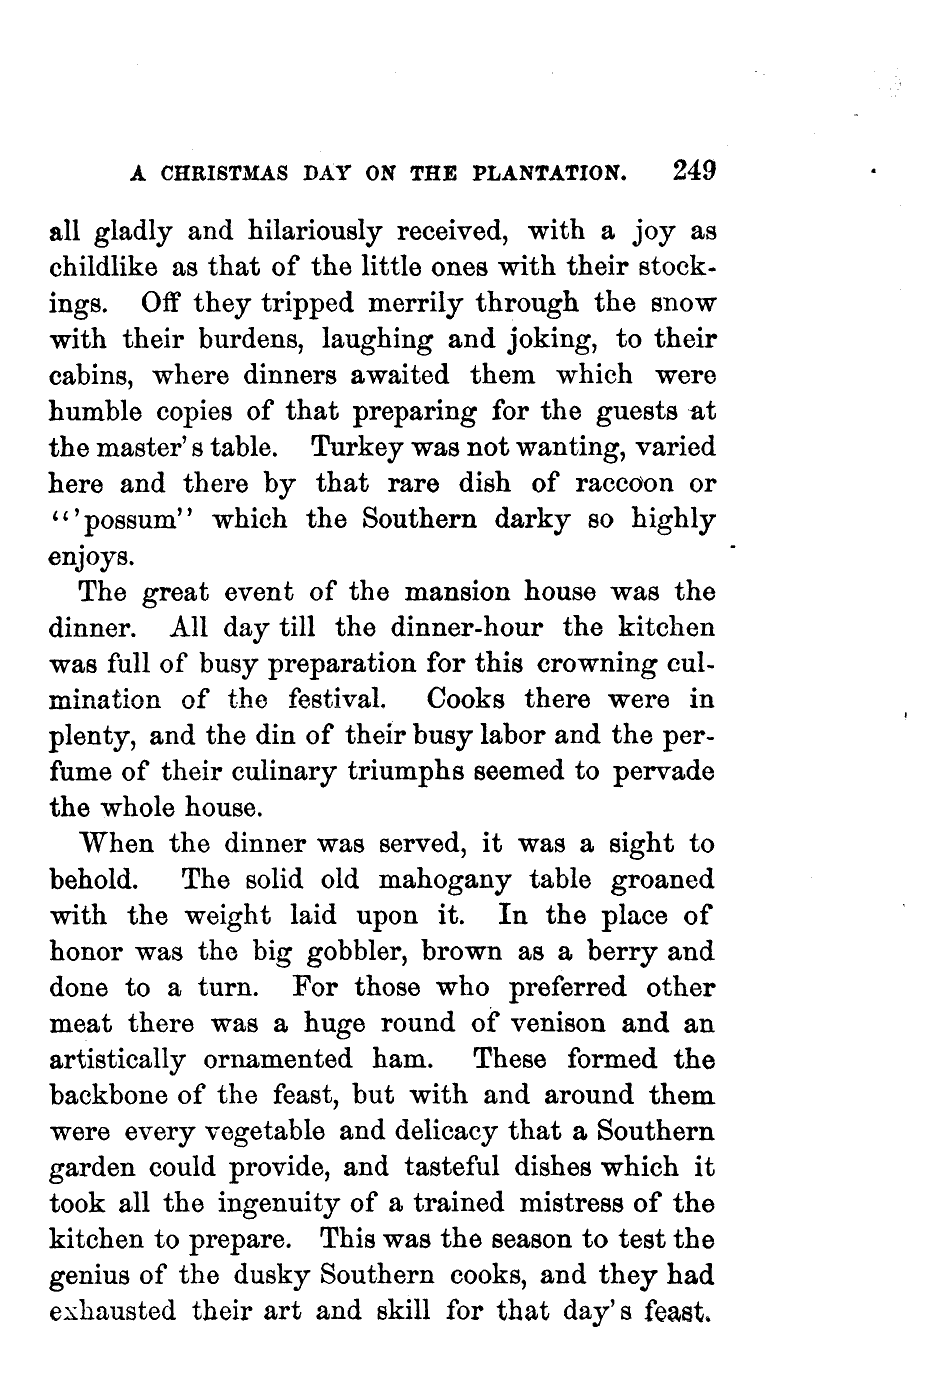 A CHRISTMAS DAY ON THE PLANTATION. 249
all gladly and hilariously received, with a joy as
childlike as that of the little ones with their stock-
ings. Off they tripped merrily through the snow
with their burdens, laughing and joking, to their
cabins, where dinners awaited them which were
humble copies of that preparing for the guests at
the master's table. Turkey was not wanting, varied
here and there by that rare dish of raccoon or
"'possum" which the Southern darky so highly
enjoys.
The great event of the mansion house was the
dinner. All day till the dinner-hour the kitchen
was full of busy preparation for this crowning cul-
mination of the festival. Cooks there were in
plenty, and the din of their busy labor and the per-
fume of their culinary triumphs seemed to pervade
the whole house.
When the dinner was served, it was a sight to
behold. The solid old mahogany table groaned
with the weight laid upon it. In the place of
honor was the big gobbler, brown as a berry and
done to a turn. For those who preferred other
meat there was a huge round of venison and an
artistically ornamented ham. These formed the
backbone of the feast, but with and around them
were every vegetable and delicacy that a Southern
garden could provide, and tasteful dishes which it
took all the ingenuity of a trained mistress of the
kitchen to prepare. This was the season to test the
genius of the dusky Southern cooks, and they had
exhausted their art and skill for that day's feast.